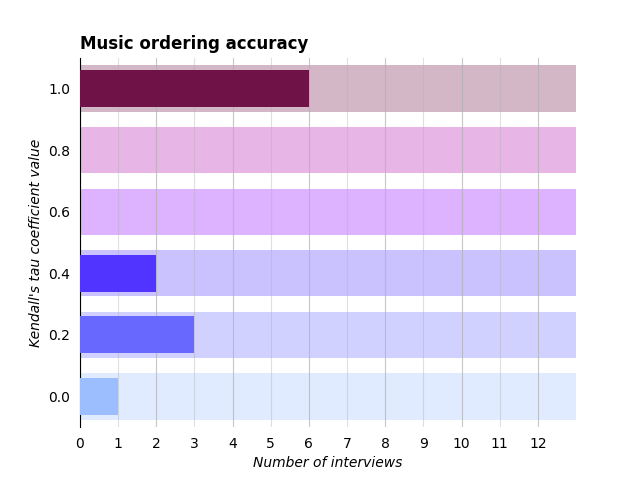 Music ordering accuracy
1.0
0.8
0.6
0.4
0.2
0.0
Kendall's tau coefficient value
0 1 2 3 4 5 6 7 8 9 10 11 12
Number of interviews